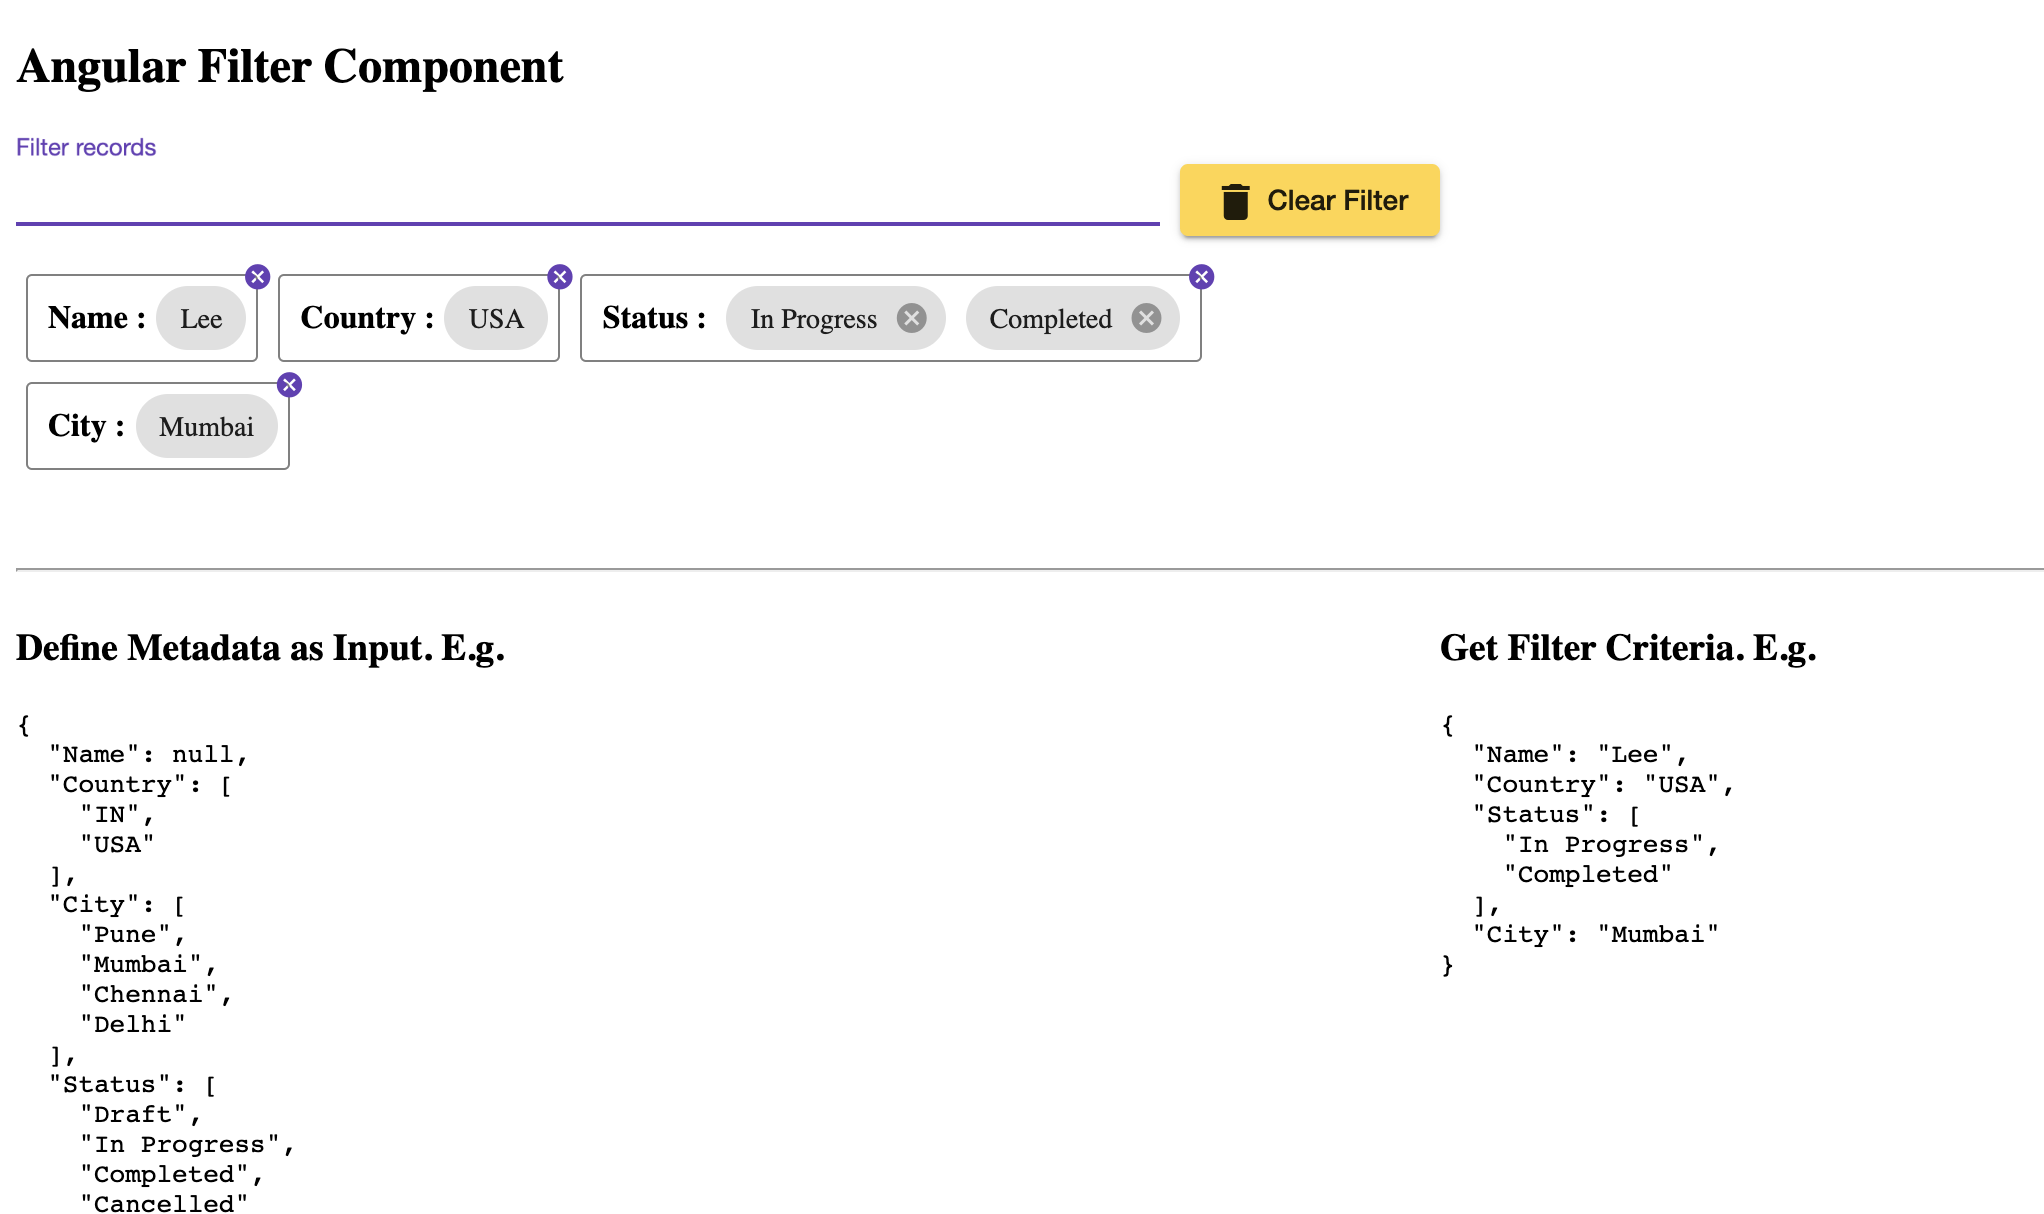 Angular Filter Component
Filter records
Clear Filter
Name : Lee
Country : USA
Status : In Progress Completed
City : Mumbai
Define Metadata as Input. E.g.
{
  "Name": null,
  "Country": [
    "IN",
    "USA"
  ],
  "City": [
    "Pune",
    "Mumbai",
    "Chennai",
    "Delhi"
  ],
  "Status": [
    "Draft",
    "In Progress",
    "Completed",
    "Cancelled"
Get Filter Criteria. E.g.
{
  "Name": "Lee",
  "Country": "USA",
  "Status": [
    "In Progress",
    "Completed"
  ],
  "City": "Mumbai"
}